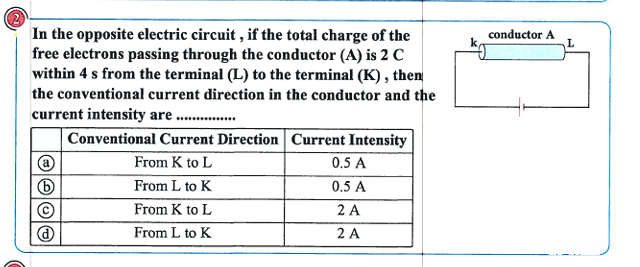 2
In the opposite electric circuit , if the total charge of the
free electrons passing through the conductor (A) is 2 C
within 4 s from the terminal (L) to the terminal (K) , then
the conventional current direction in the conductor and the
current intensity are ...............
conductor A
k
L
Conventional Current Direction Current Intensity
a From K to L 0.5 A
b From L to K 0.5 A
c From K to L 2 A
d From L to K 2 A